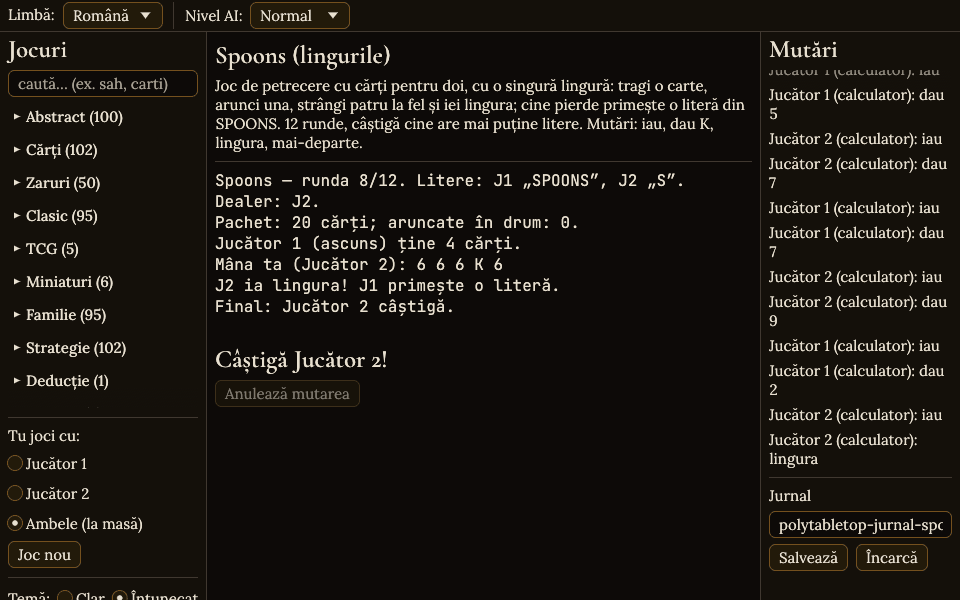 Limbă: Română ▼ Nivel AI: Normal ▼
Jocuri
caută... (ex. sah, carti)
▸ Abstract (100)
▸ Cărți (102)
▸ Zaruri (50)
▸ Clasic (95)
▸ TCG (5)
▸ Miniaturi (6)
▸ Familie (95)
▸ Strategie (102)
▸ Deducție (1)
Tu joci cu:
Jucător 1
Jucător 2
Ambele (la masă)
Joc nou
Temă: Clar Întunecat
Spoons (lingurile)
Joc de petrecere cu cărți pentru doi, cu o singură lingură: tragi o carte,
arunci una, strângi patru la fel și iei lingura; cine pierde primește o literă din
SPOONS. 12 runde, câștigă cine are mai puține litere. Mutări: iau, dau K,
lingura, mai-departe.
Spoons — runda 8/12. Litere: J1 „SPOONS”, J2 „S”.
Dealer: J2.
Pachet: 20 cărți; aruncate în drum: 0.
Jucător 1 (ascuns) ține 4 cărți.
Mâna ta (Jucător 2): 6 6 6 K 6
J2 ia lingura! J1 primește o literă.
Final: Jucător 2 câștigă.
Câștigă Jucător 2!
Anulează mutarea
Mutări
Jucător 1 (calculator): iau
Jucător 1 (calculator): dau
5
Jucător 2 (calculator): iau
Jucător 2 (calculator): dau
7
Jucător 1 (calculator): iau
Jucător 1 (calculator): dau
7
Jucător 2 (calculator): iau
Jucător 2 (calculator): dau
9
Jucător 1 (calculator): iau
Jucător 1 (calculator): dau
2
Jucător 2 (calculator): iau
Jucător 2 (calculator):
lingura
Jurnal
polytabletop-jurnal-spo
Salvează Încarcă